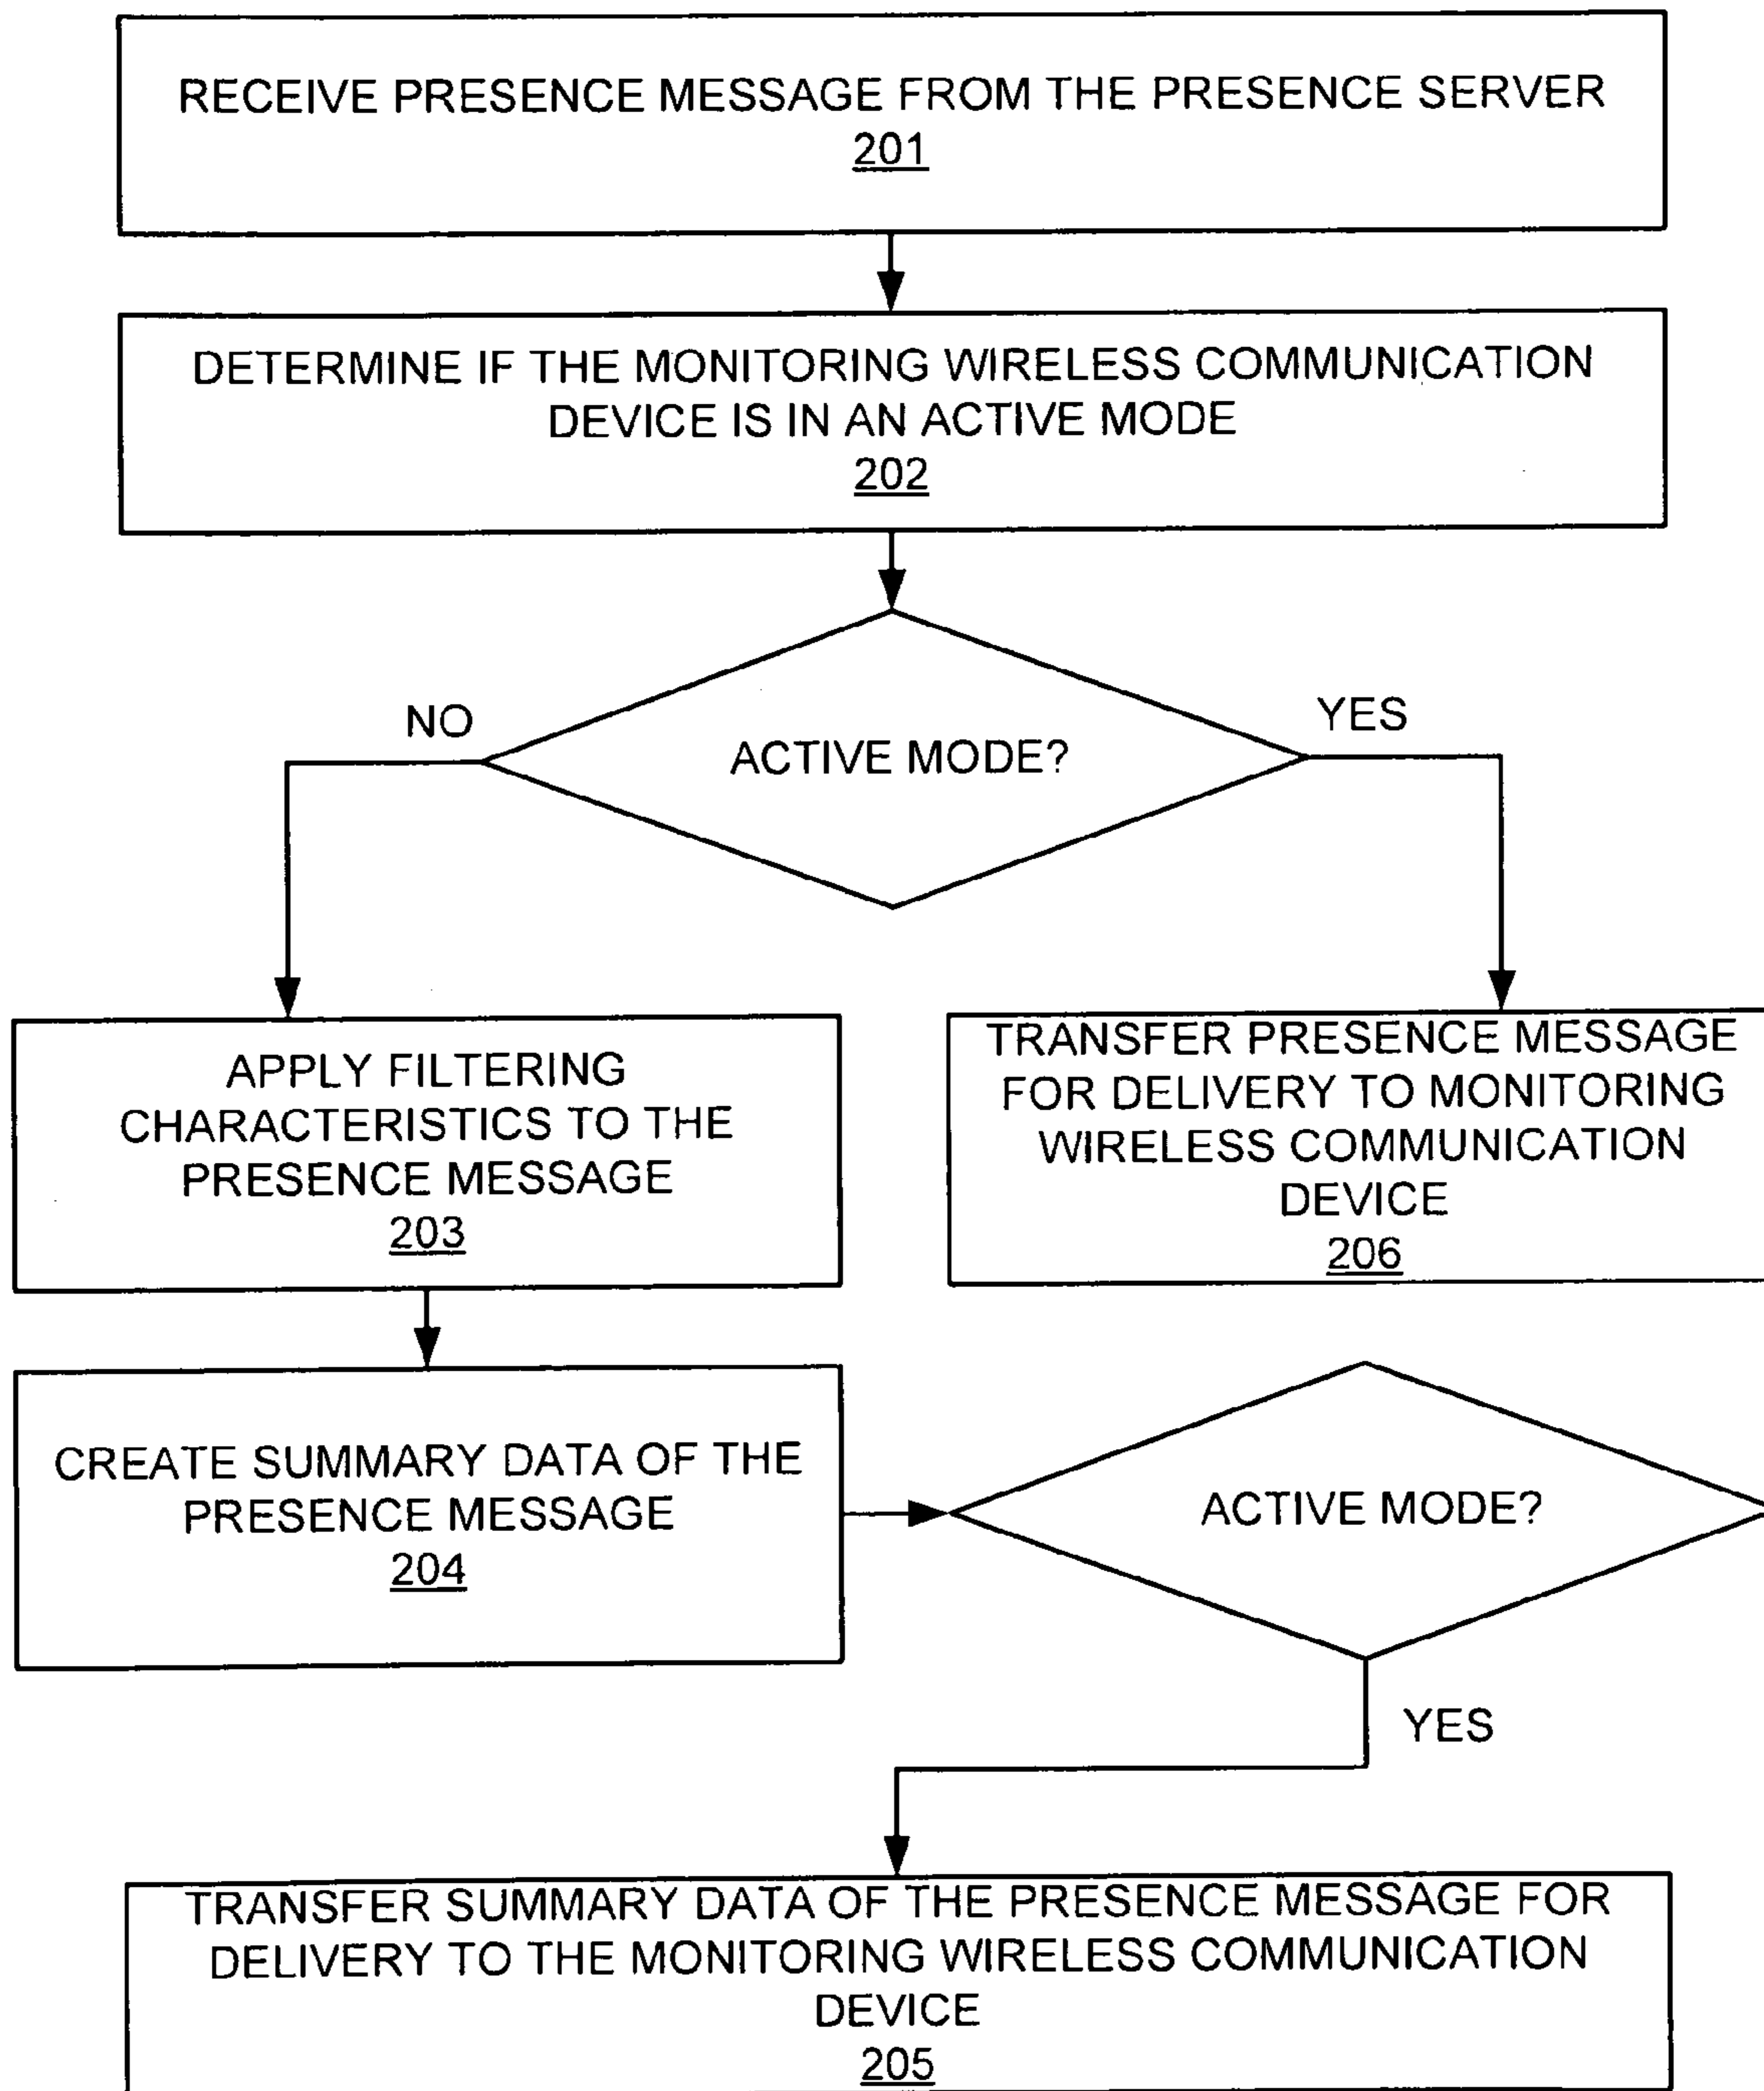 RECEIVE PRESENCE MESSAGE FROM THE PRESENCE SERVER
201
DETERMINE IF THE MONITORING WIRELESS COMMUNICATION
DEVICE IS IN AN ACTIVE MODE
202
NO
YES
ACTIVE MODE?
APPLY FILTERING
CHARACTERISTICS TO THE
PRESENCE MESSAGE
203
TRANSFER PRESENCE MESSAGE
FOR DELIVERY TO MONITORING
WIRELESS COMMUNICATION
DEVICE
206
CREATE SUMMARY DATA OF THE
PRESENCE MESSAGE
204
ACTIVE MODE?
YES
TRANSFER SUMMARY DATA OF THE PRESENCE MESSAGE FOR
DELIVERY TO THE MONITORING WIRELESS COMMUNICATION
DEVICE
205